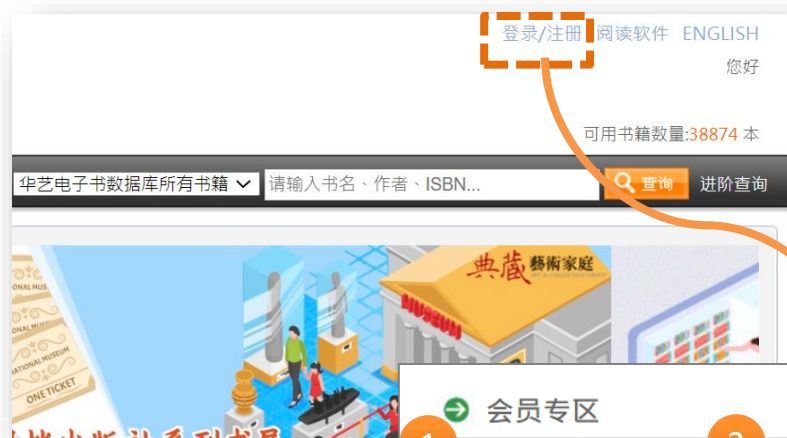 登录/注册 阅读软件 ENGLISH
您好
可用书籍数量:38874 本
华艺电子书数据库所有书籍 请输入书名、作者、ISBN... 查询 进阶查询
典藏 藝術家庭
MUSEUM
ONE TICKET
会员专区